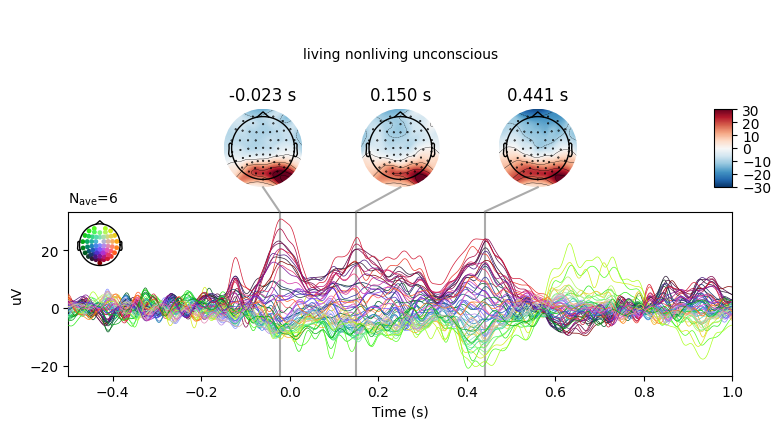 living nonliving unconscious
-0.023 s 0.150 s 0.441 s
30
20
10
0
−10
−20
−30
Nave=6
uV
20
0
−20
−0.4 −0.2 0.0 0.2 0.4 0.6 0.8 1.0
Time (s)